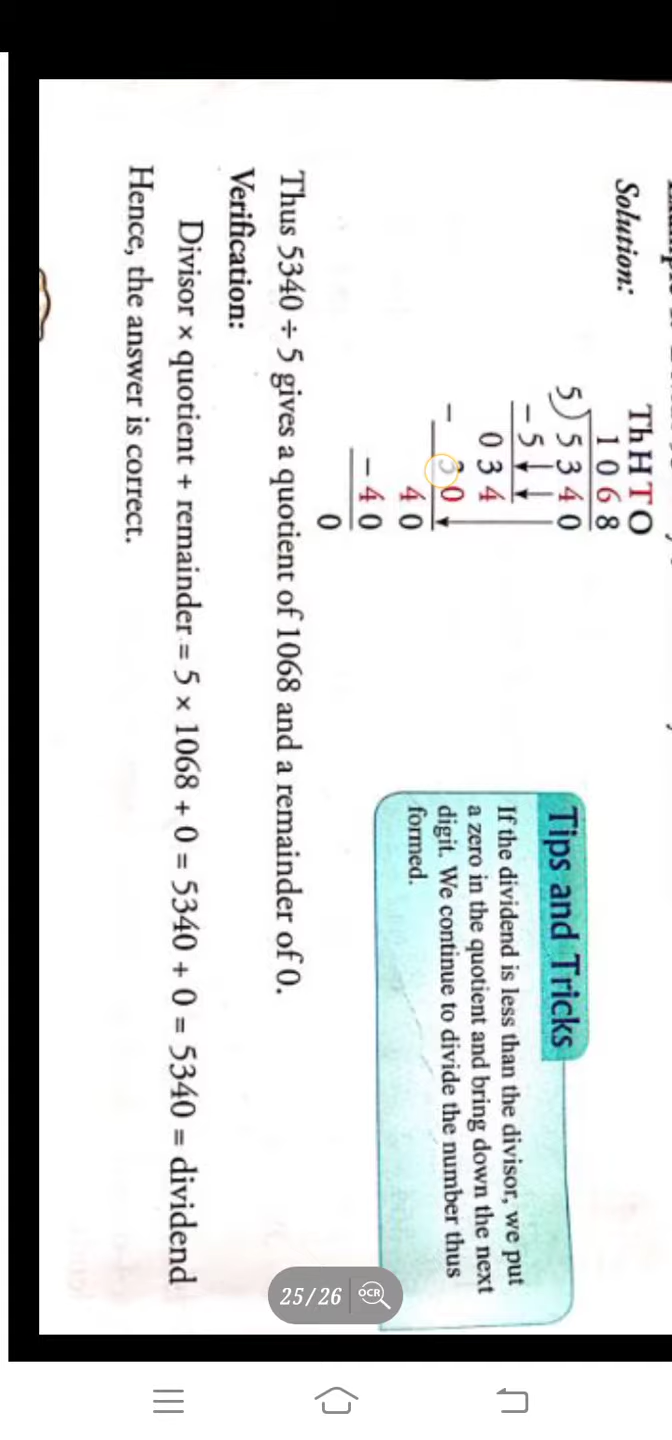 Solution:
Th H T O
1 0 6 8
5) 5 3 4 0
- 5
0 3 4
- 3 0
4 0
- 4 0
0
Tips and Tricks
If the dividend is less than the divisor, we put
a zero in the quotient and bring down the next
digit. We continue to divide the number thus
formed.
Thus 5340 ÷ 5 gives a quotient of 1068 and a remainder of 0.
Verification:
Divisor × quotient + remainder = 5 × 1068 + 0 = 5340 + 0 = 5340 = dividend
Hence, the answer is correct.
25/26
OCR